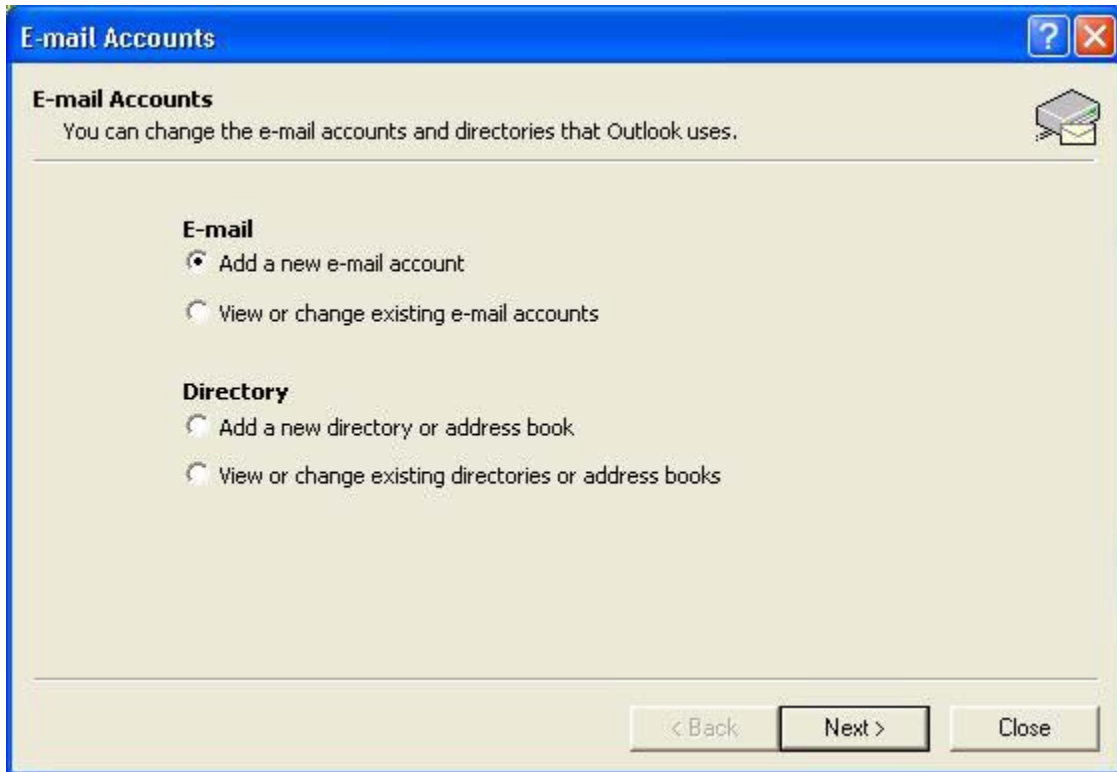 E-mail Accounts
E-mail Accounts
You can change the e-mail accounts and directories that Outlook uses.
E-mail
Add a new e-mail account
View or change existing e-mail accounts
Directory
Add a new directory or address book
View or change existing directories or address books
< Back
Next >
Close